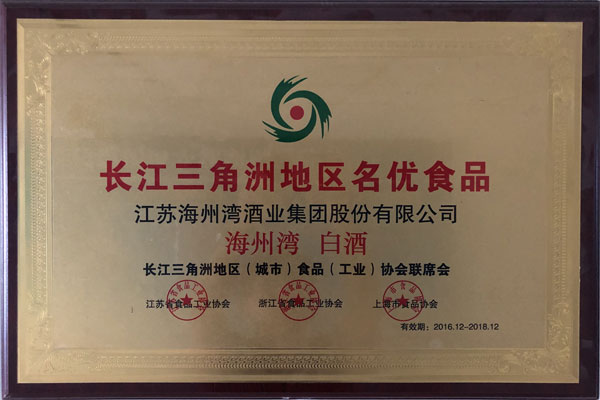 长江三角洲地区名优食品
江苏海州湾酒业集团股份有限公司
海州湾 白酒
长江三角洲地区（城市）食品（工业）协会联席会
江苏省食品工业协会 浙江省食品工业协会 上海市食品协会
有效期：2016.12-2018.12